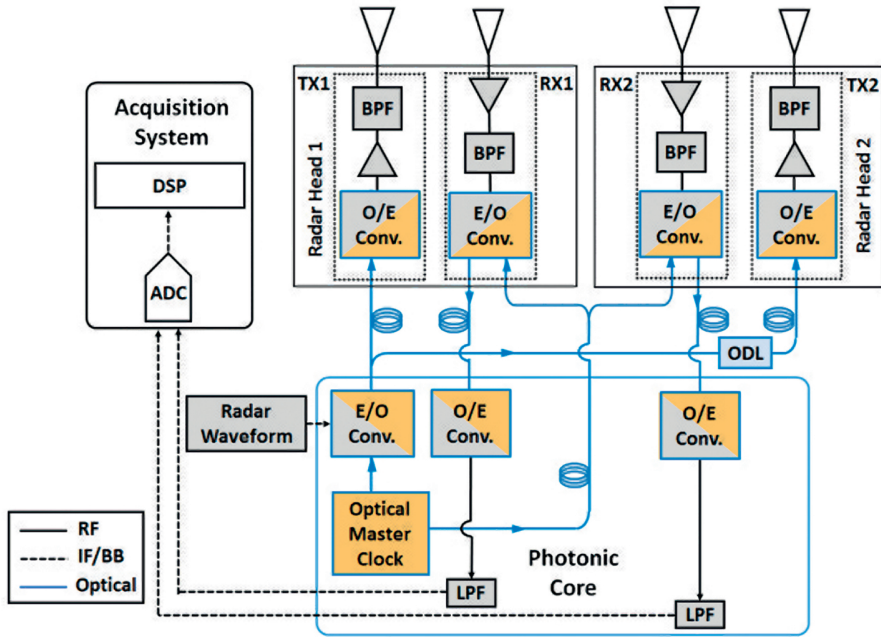 Acquisition
System
DSP
ADC
TX1
BPF
O/E
Conv.
Radar Head 1
RX1
BPF
E/O
Conv.
RX2
BPF
E/O
Conv.
TX2
BPF
O/E
Conv.
Radar Head 2
ODL
Radar
Waveform
E/O
Conv.
O/E
Conv.
O/E
Conv.
Optical
Master
Clock
Photonic
Core
LPF
LPF
RF
IF/BB
Optical